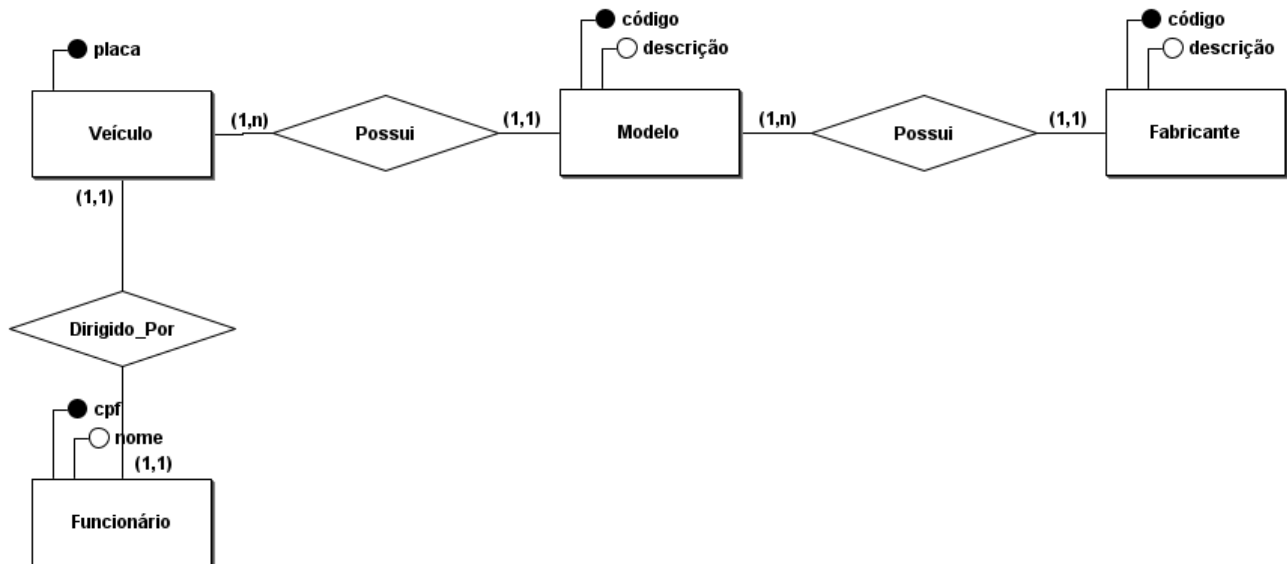 código
código
placa
descrição
descrição
Veículo
(1,n)
Possui
(1,1)
Modelo
(1,n)
Possui
(1,1)
Fabricante
(1,1)
Dirigido_Por
cpf
nome
(1,1)
Funcionário